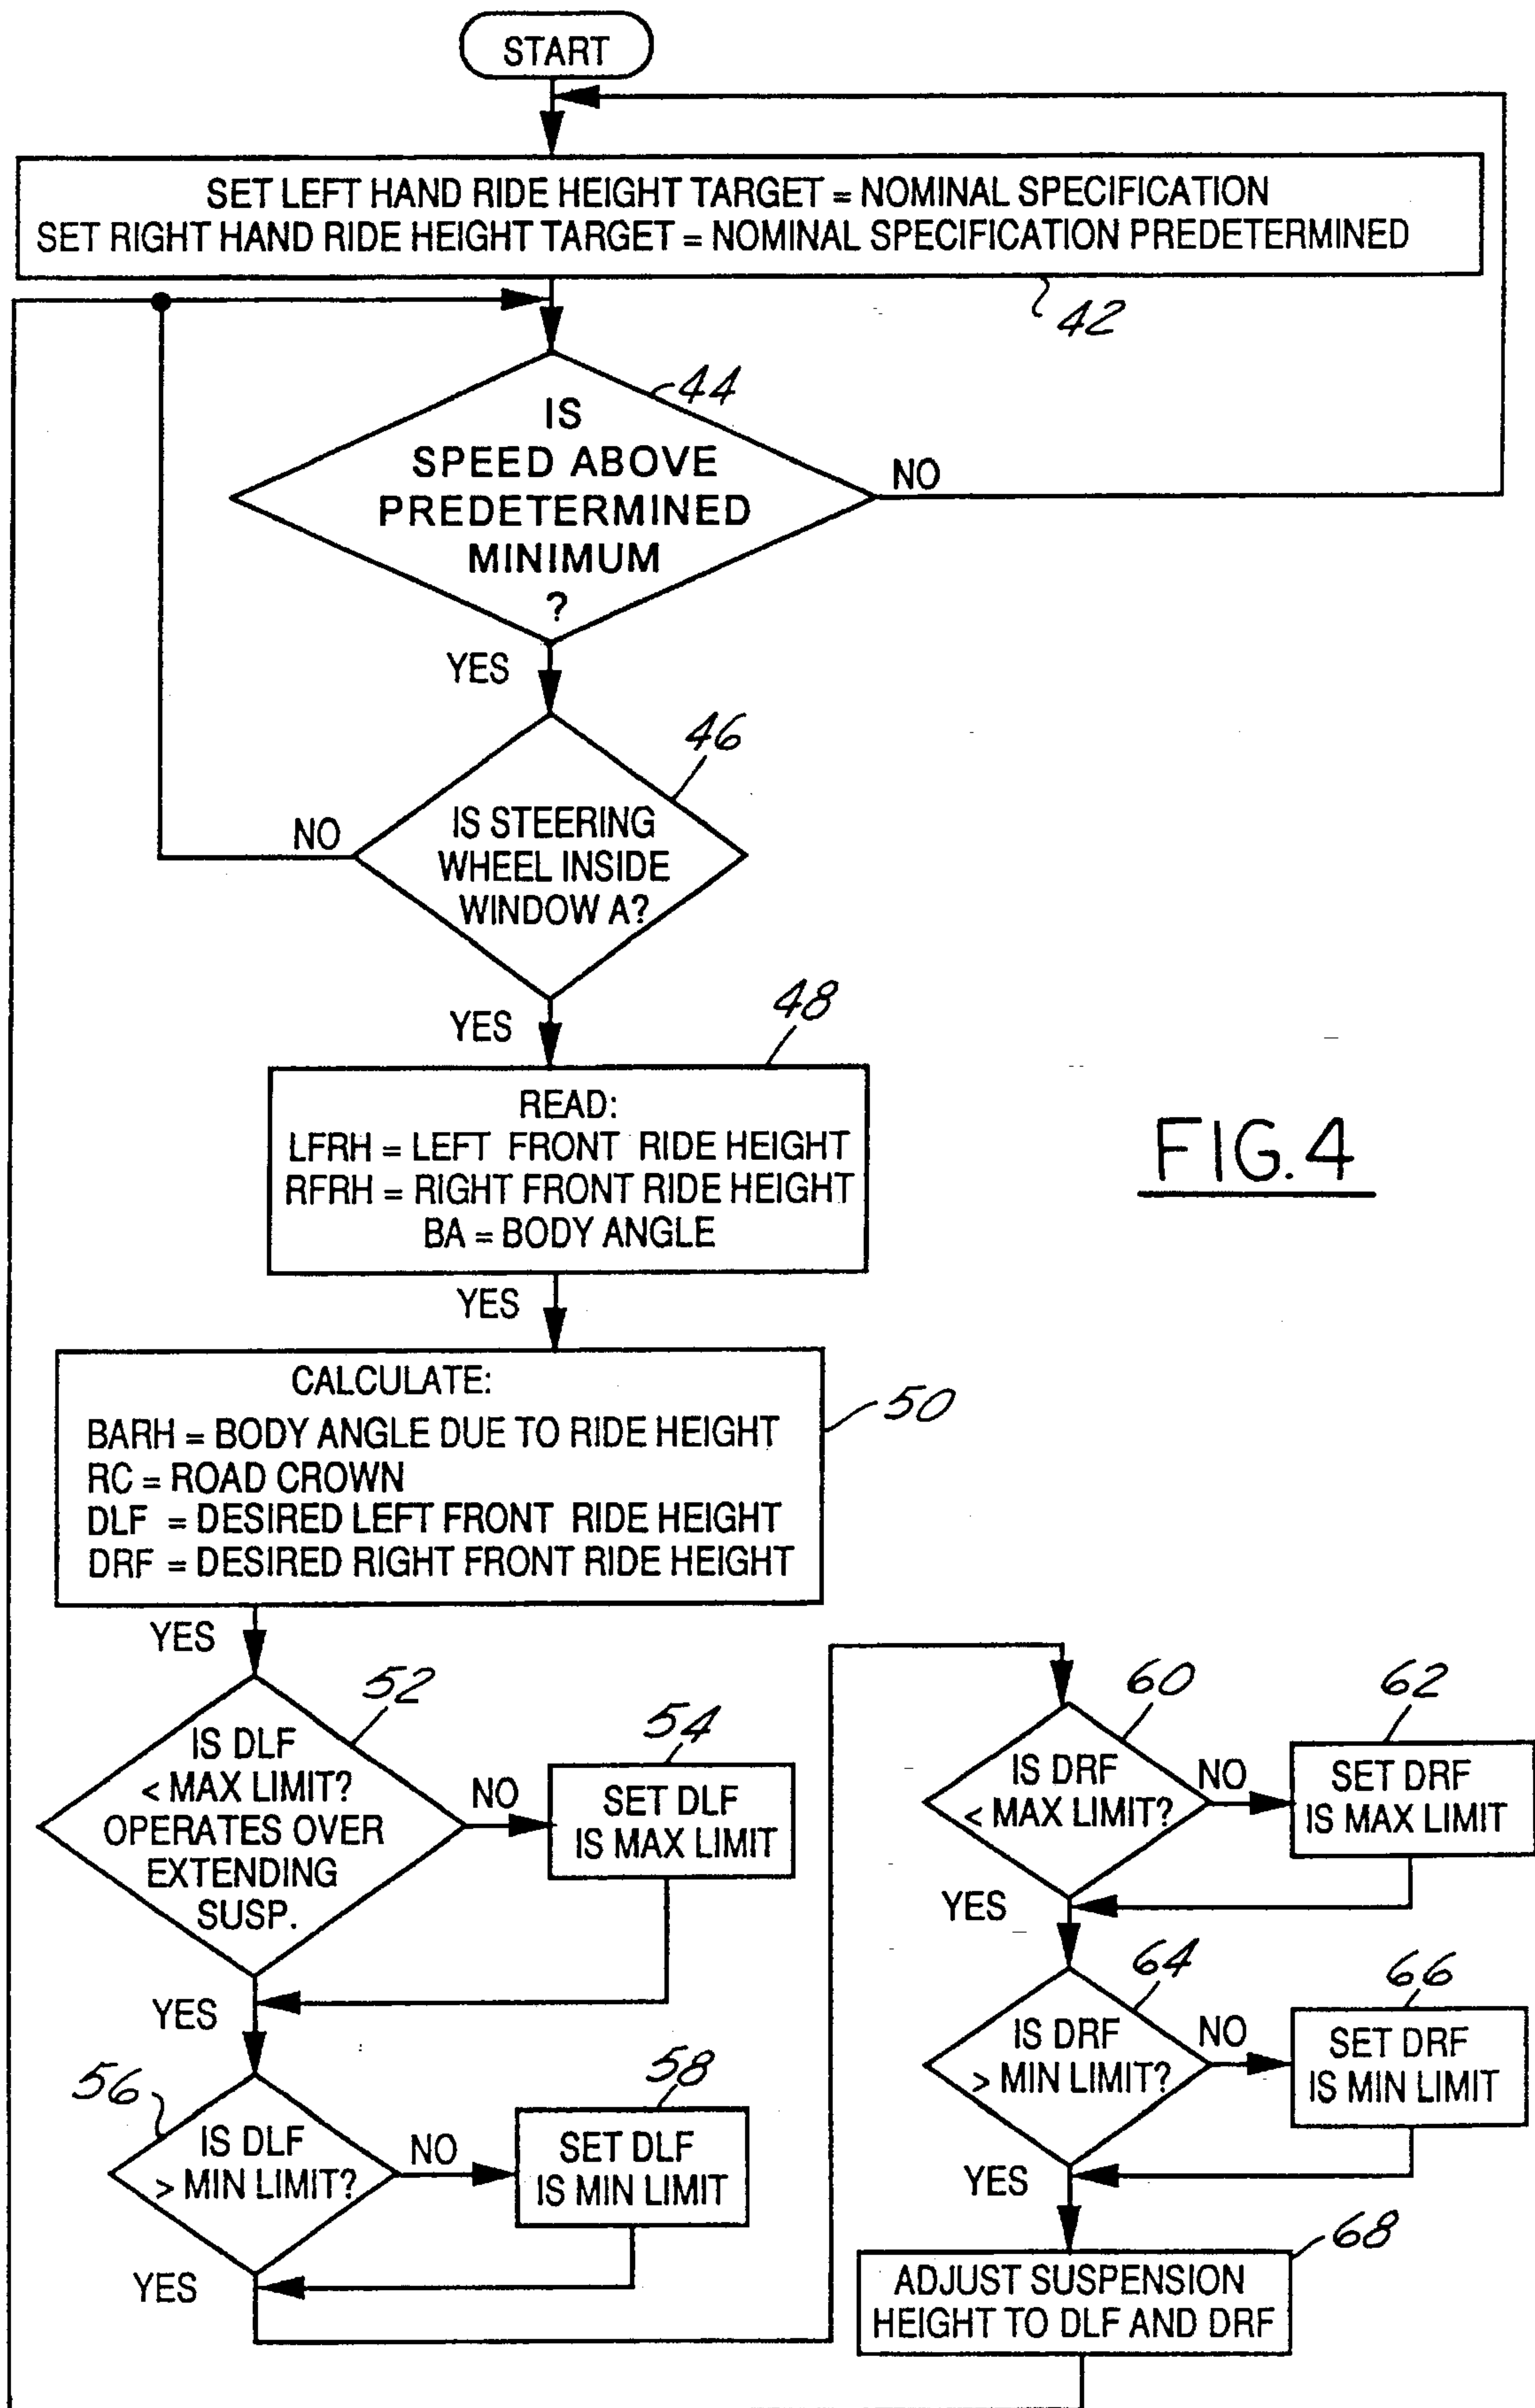 START
SET LEFT HAND RIDE HEIGHT TARGET = NOMINAL SPECIFICATION
SET RIGHT HAND RIDE HEIGHT TARGET = NOMINAL SPECIFICATION PREDETERMINED
42
44
IS
SPEED ABOVE
PREDETERMINED
MINIMUM
?
NO
YES
46
IS STEERING
WHEEL INSIDE
WINDOW A?
NO
YES
48
READ:
LFRH = LEFT FRONT RIDE HEIGHT
RFRH = RIGHT FRONT RIDE HEIGHT
BA = BODY ANGLE
FIG.4
YES
CALCULATE:
BARH = BODY ANGLE DUE TO RIDE HEIGHT
RC = ROAD CROWN
DLF = DESIRED LEFT FRONT RIDE HEIGHT
DRF = DESIRED RIGHT FRONT RIDE HEIGHT
50
YES
52
IS DLF
< MAX LIMIT?
OPERATES OVER
EXTENDING
SUSP.
NO
54
SET DLF
IS MAX LIMIT
YES
56
IS DLF
> MIN LIMIT?
NO
58
SET DLF
IS MIN LIMIT
YES
60
IS DRF
< MAX LIMIT?
NO
62
SET DRF
IS MAX LIMIT
YES
64
IS DRF
> MIN LIMIT?
NO
66
SET DRF
IS MIN LIMIT
YES
68
ADJUST SUSPENSION
HEIGHT TO DLF AND DRF